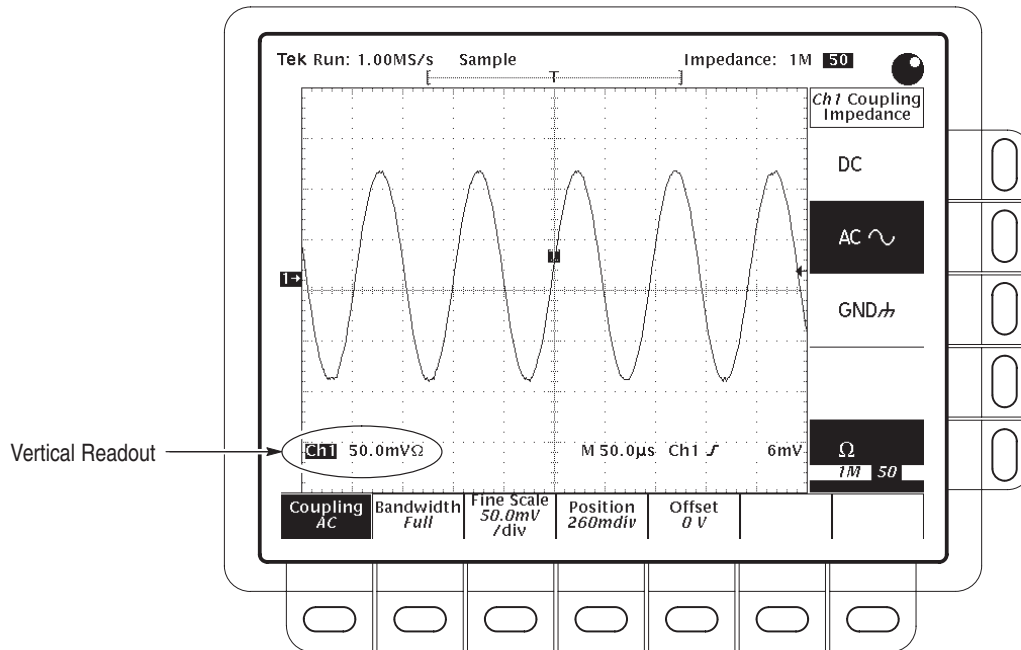 Tek Run: 1.00MS/s Sample Impedance: 1M 50
T
Ch1 Coupling
Impedance
DC
AC
T
1→
GND
Vertical Readout
Ch1 50.0mVΩ M 50.0µs Ch1 6mV
Ω
1M 50
Coupling
AC
Bandwidth
Full
Fine Scale
50.0mV
/div
Position
260mdiv
Offset
0 V